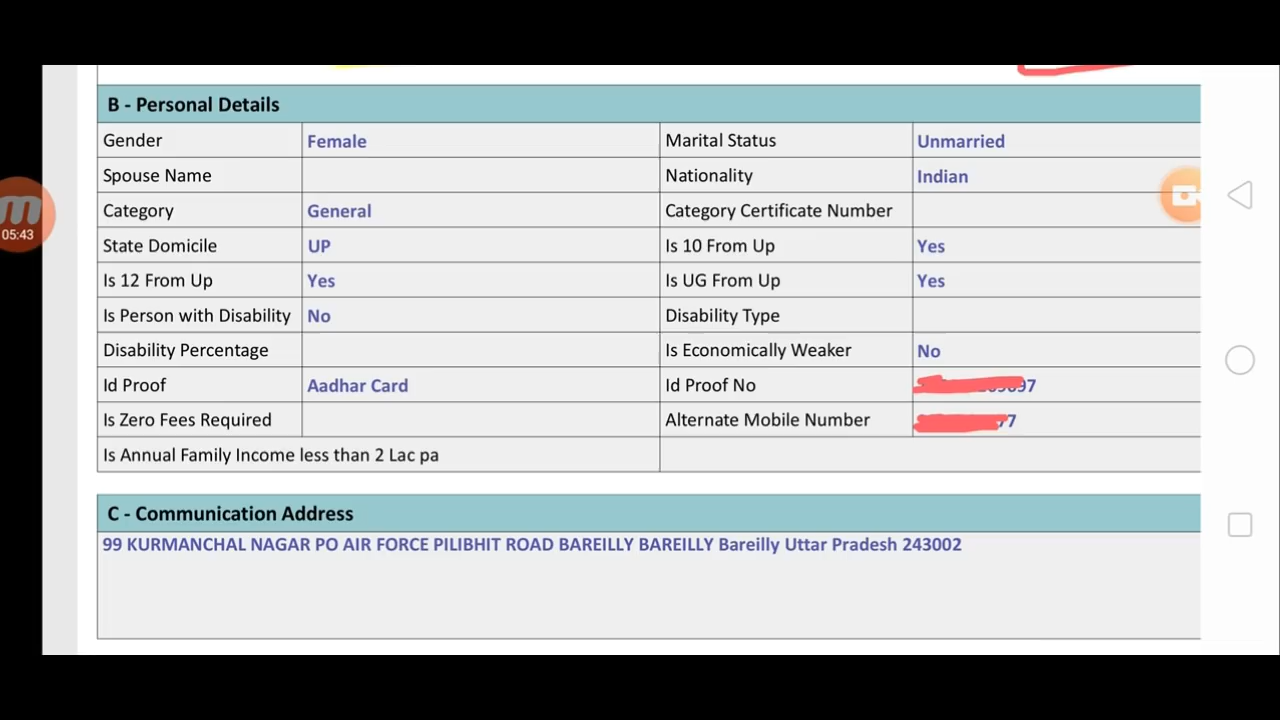 B - Personal Details
Gender Female Marital Status Unmarried
Spouse Name Nationality Indian
Category General Category Certificate Number
State Domicile UP Is 10 From Up Yes
Is 12 From Up Yes Is UG From Up Yes
Is Person with Disability No Disability Type
Disability Percentage Is Economically Weaker No
Id Proof Aadhar Card Id Proof No
Is Zero Fees Required Alternate Mobile Number
Is Annual Family Income less than 2 Lac pa
C - Communication Address
99 KURMANCHAL NAGAR PO AIR FORCE PILIBHIT ROAD BAREILLY BAREILLY Bareilly Uttar Pradesh 243002
05:43